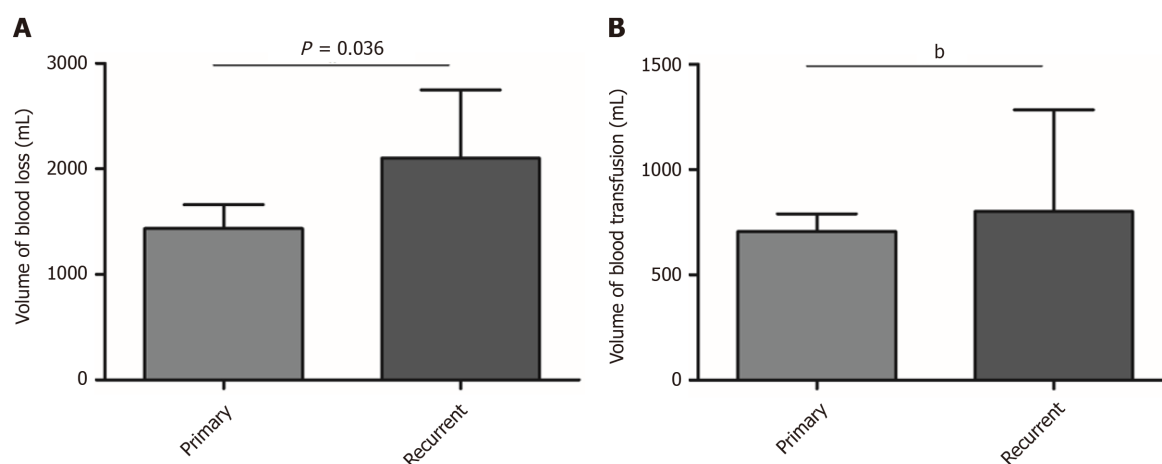 A
P = 0.036
Volume of blood loss (mL)
3000
2000
1000
0
Primary
Recurrent
B
b
Volume of blood transfusion (mL)
1500
1000
500
0
Primary
Recurrent